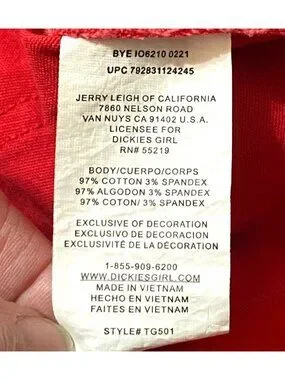 BYE IO6210 0221
UPC 792831124245
JERRY LEIGH OF CALIFORNIA
7860 NELSON ROAD
VAN NUYS CA 91402 U.S.A.
LICENSEE FOR
DICKIES GIRL
RN# 55219
BODY/CUERPO/CORPS
97% COTTON 3% SPANDEX
97% ALGODON 3% SPANDEX
97% COTON/ 3% SPANDEX
EXCLUSIVE OF DECORATION
EXCLUSIVO DE DECORACION
EXCLUSIVITÉ DE LA DÉCORATION
1-855-909-6200
WWW.DICKIESGIRL.COM
MADE IN VIETNAM
HECHO EN VIETNAM
FAITES EN VIETNAM
STYLE# TG501